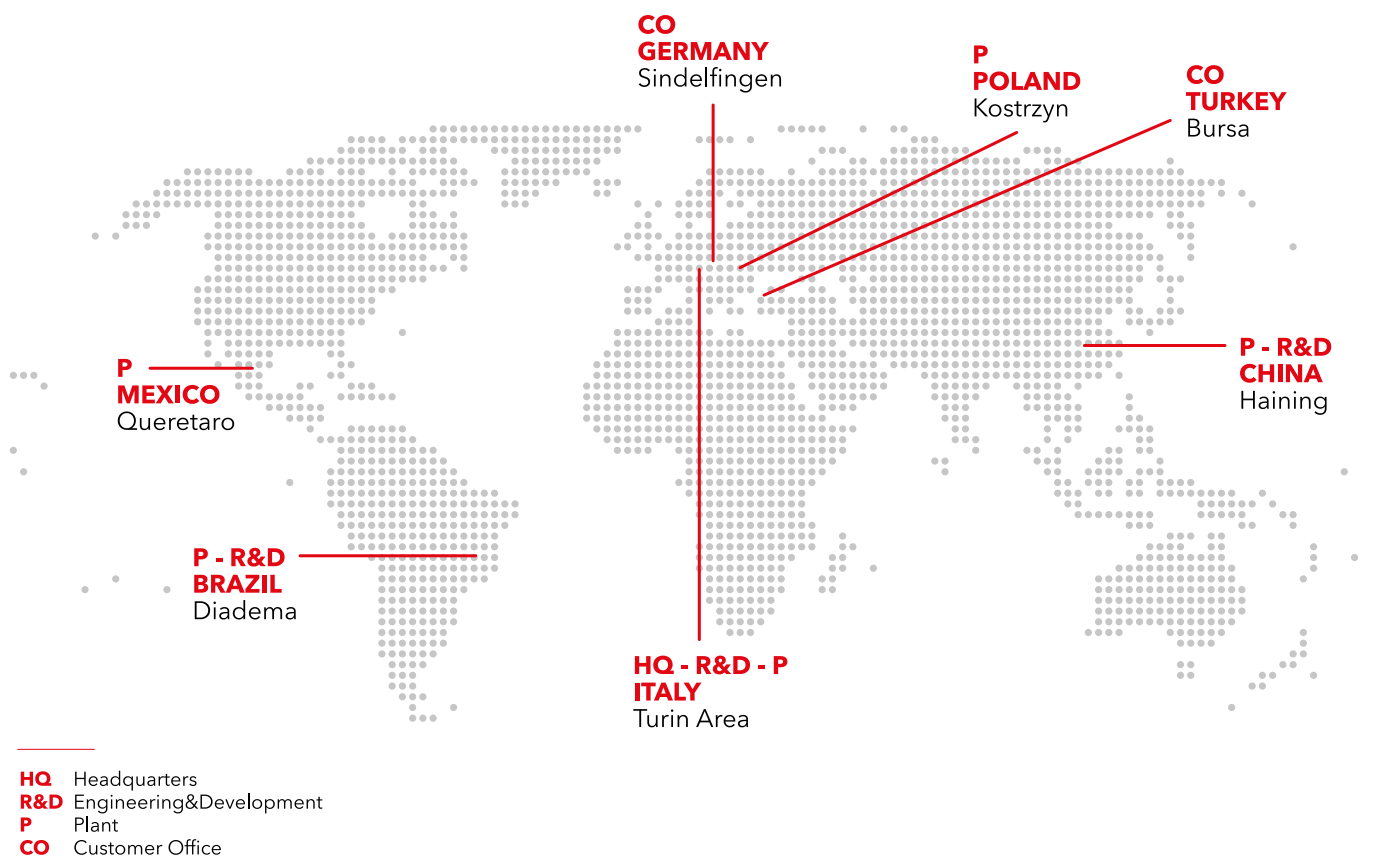 CO
GERMANY
Sindelfingen
P
POLAND
Kostrzyn
CO
TURKEY
Bursa
P - R&D
CHINA
Haining
P
MEXICO
Queretaro
P - R&D
BRAZIL
Diadema
HQ - R&D - P
ITALY
Turin Area
HQ Headquarters
R&D Engineering&Development
P Plant
CO Customer Office